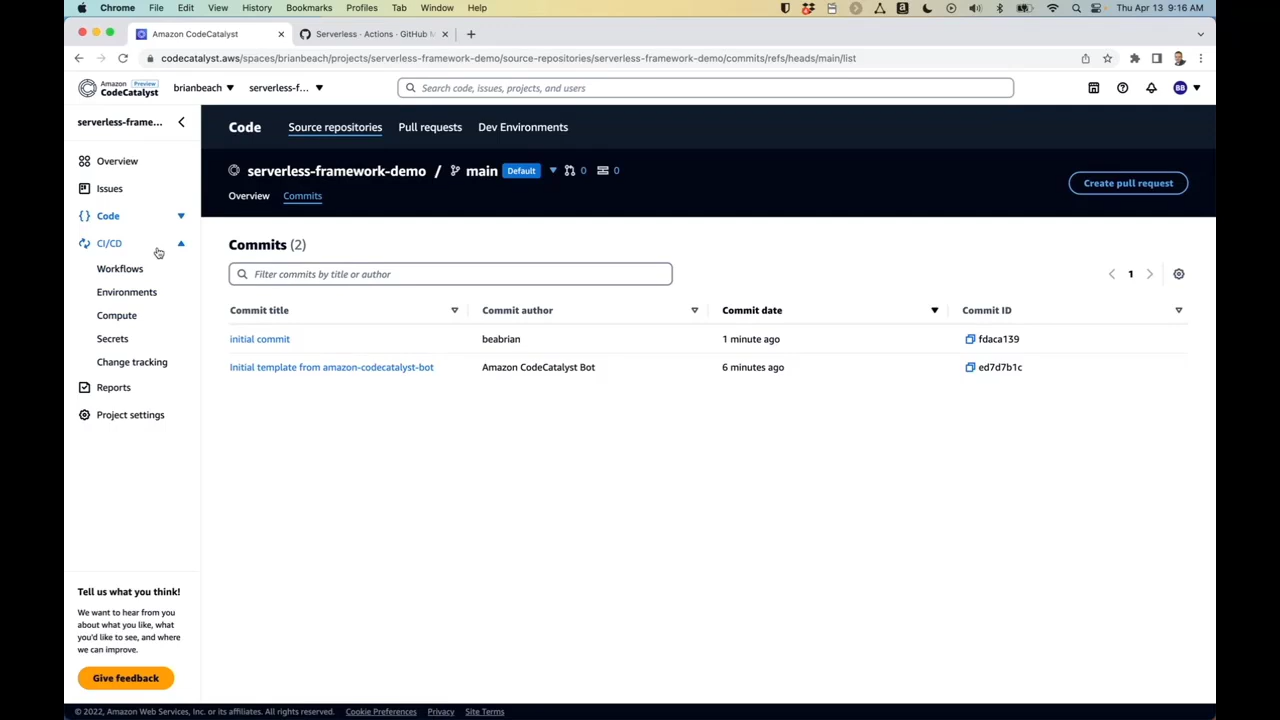 Chrome File Edit View History Bookmarks Profiles Tab Window Help Thu Apr 13 9:16 AM
Amazon CodeCatalyst
Serverless · Actions · GitHub M
codecatalyst.aws/spaces/brianbeach/projects/serverless-framework-demo/source-repositories/serverless-framework-demo/commits/refs/heads/main/list
Amazon Preview
CodeCatalyst
brianbeach
serverless-f...
Search code, issues, projects, and users
BB
serverless-frame...
Overview
Issues
Code
CI/CD
Workflows
Environments
Compute
Secrets
Change tracking
Reports
Project settings
Tell us what you think!
We want to hear from you
about what you like, what
you'd like to see, and where
we can improve.
Give feedback
Code Source repositories Pull requests Dev Environments
serverless-framework-demo / main Default 0 0
Create pull request
Overview Commits
Commits (2)
Filter commits by title or author
1
Commit title Commit author Commit date Commit ID
initial commit beabrian 1 minute ago fdaca139
Initial template from amazon-codecatalyst-bot Amazon CodeCatalyst Bot 6 minutes ago ed7d7b1c
© 2022, Amazon Web Services, Inc. or its affiliates. All rights reserved. Cookie Preferences Privacy Site Terms